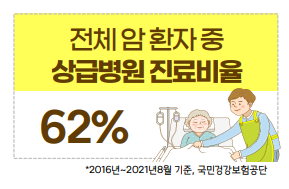 전체 암 환자 중
상급병원 진료비율
62%
*2016년~2021년8월 기준, 국민건강보험공단